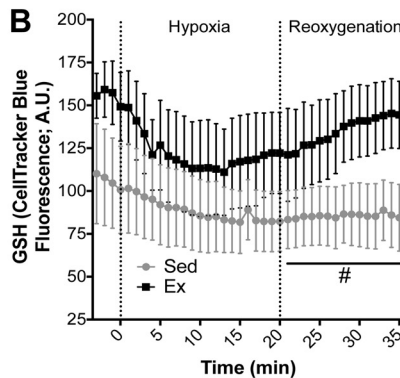 B
Hypoxia
Reoxygenation
GSH (CellTracker Blue
Fluorescence; A.U.)
200
175
150
125
100
75
50
25
Sed
Ex
#
0
5
10
15
20
25
30
35
Time (min)